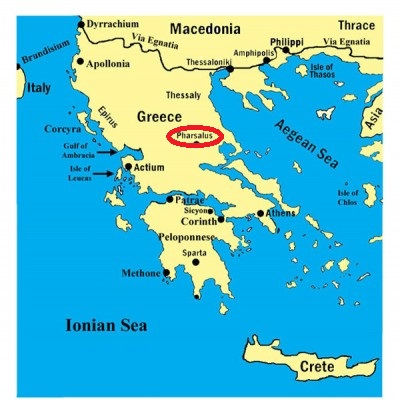 Macedonia
Thrace
Dyrrachium
Via Egnatia
Philippi
Via Egnatia
Brundisium
Amphipolis
Thessaloniki
Apollonia
Isle of
Thasos
Italy
Thessaly
Epirus
Greece
Asia
Corcyra
Pharsalus
Aegean Sea
Gulf of
Ambracia
Actium
Isle of
Leucas
Isle of
Chlos
Patrae
Sicyon
Athens
Corinth
Peloponnese
Sparta
Methone
Ionian Sea
Crete